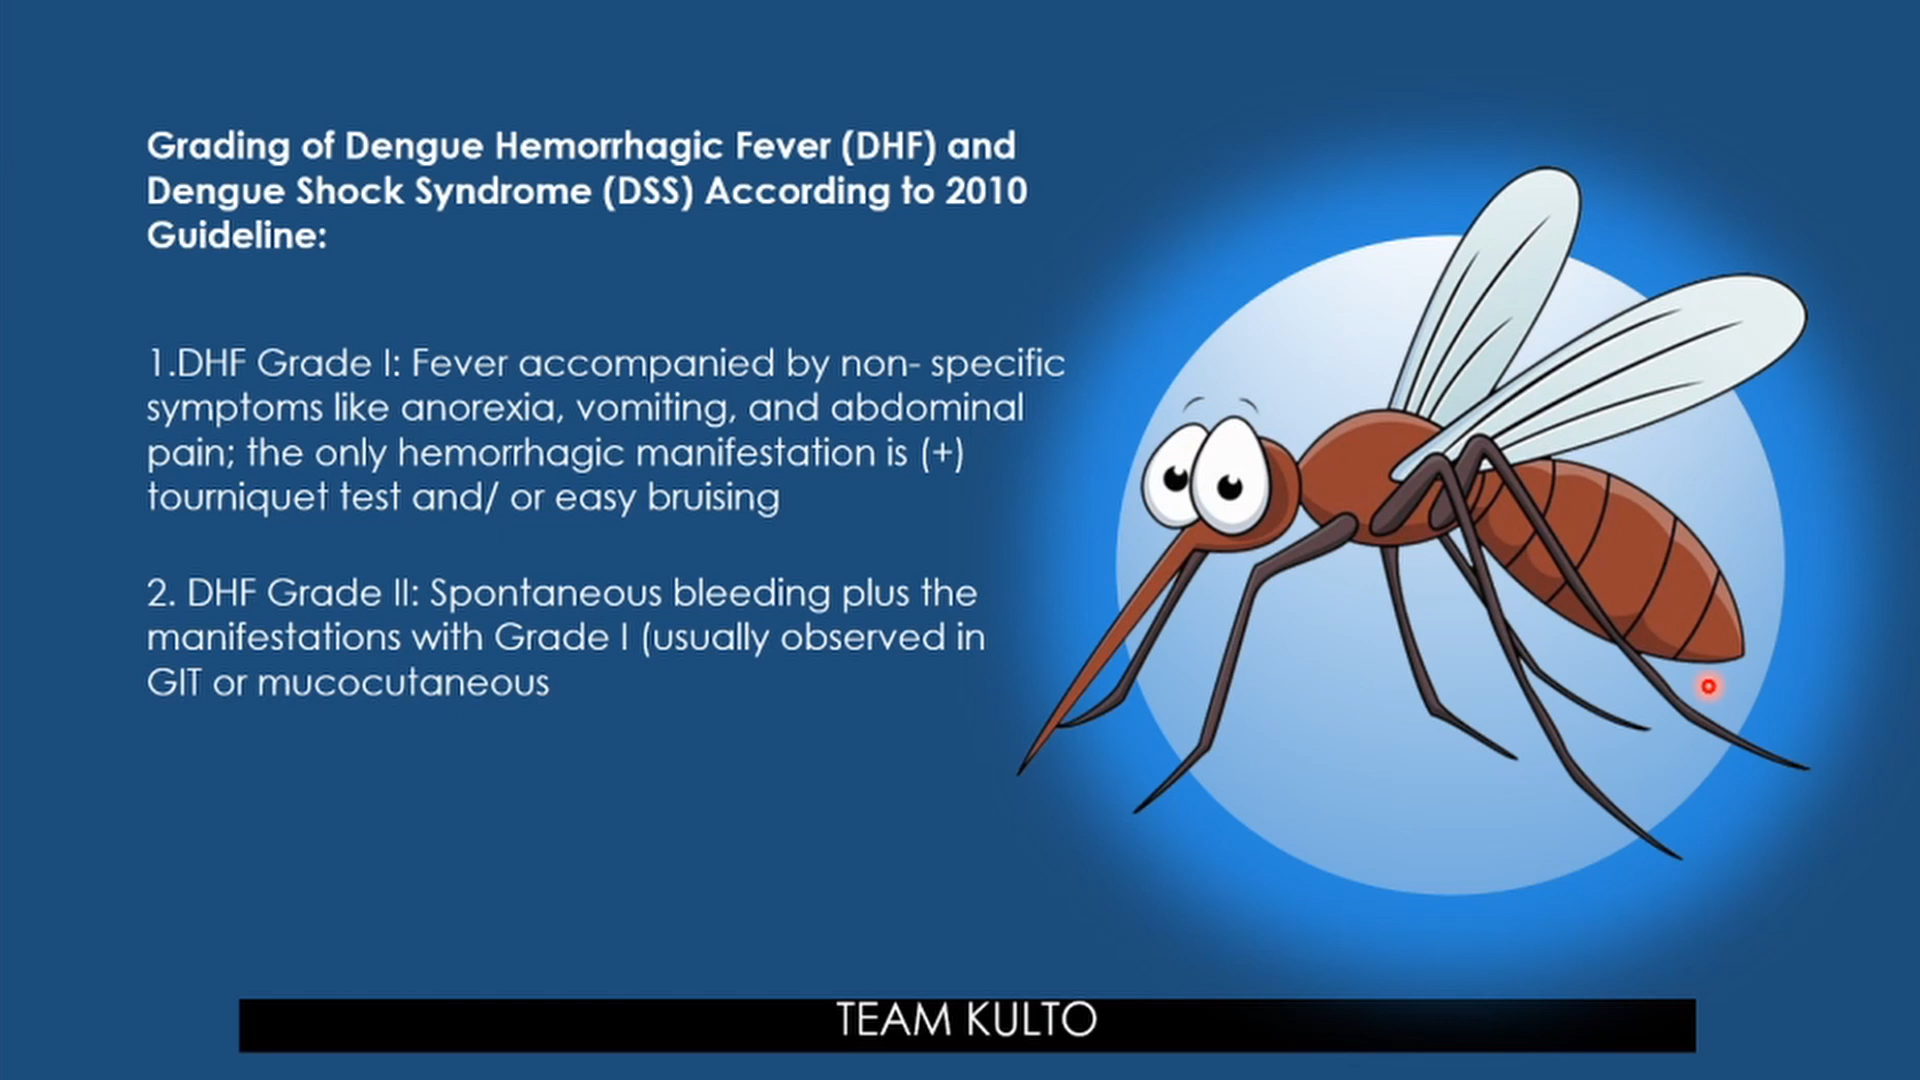 Grading of Dengue Hemorrhagic Fever (DHF) and
Dengue Shock Syndrome (DSS) According to 2010
Guideline:
1.DHF Grade I: Fever accompanied by non- specific
symptoms like anorexia, vomiting, and abdominal
pain; the only hemorrhagic manifestation is (+)
tourniquet test and/ or easy bruising
2. DHF Grade II: Spontaneous bleeding plus the
manifestations with Grade I (usually observed in
GIT or mucocutaneous
TEAM KULTO